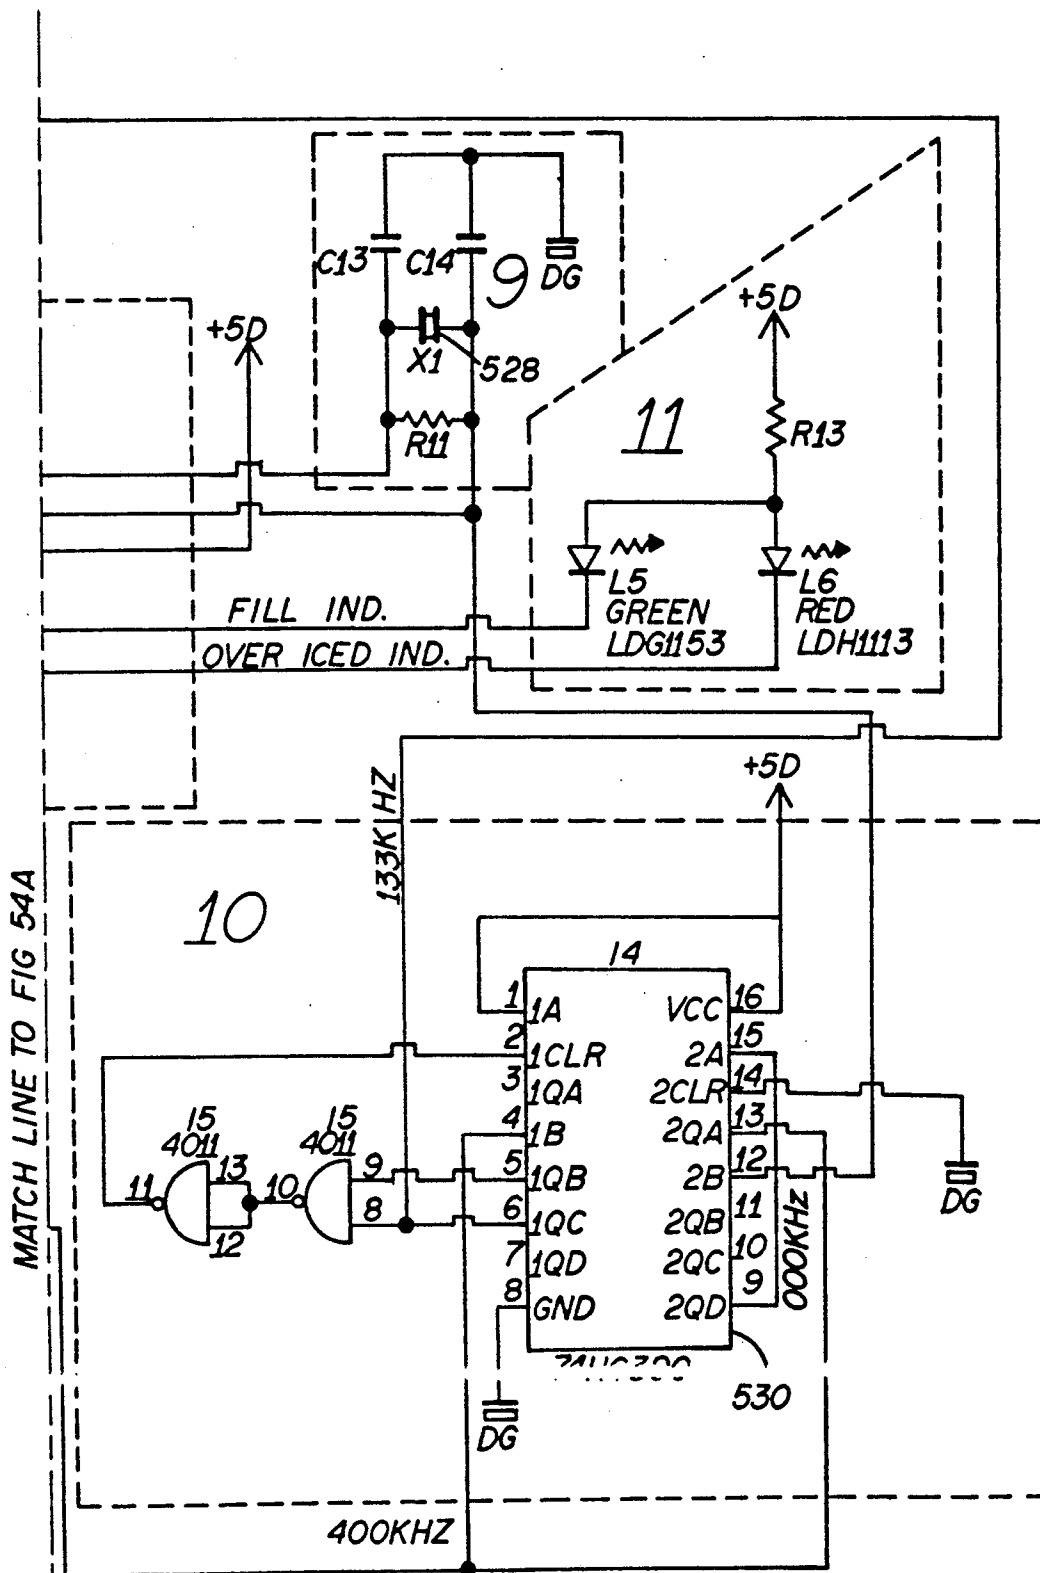 C13
C14
9
DG
+5D
+5D
X1
528
11
R11
R13
L5
GREEN
LDG1153
L6
RED
LDH1113
FILL IND.
OVER ICED IND.
133K HZ
+5D
MATCH LINE TO FIG 54A
10
14
1 1A VCC 16
2 1CLR 2A 15
3 1QA 2CLR 14
4 1B 2QA 13
5 1QB 2B 12
6 1QC 2QB 11
7 1QD 2QC 10
8 GND 2QD 9
15
4011
11
13
12
15
4011
10
9
8
000KHz
DG
530
DG
400KHZ